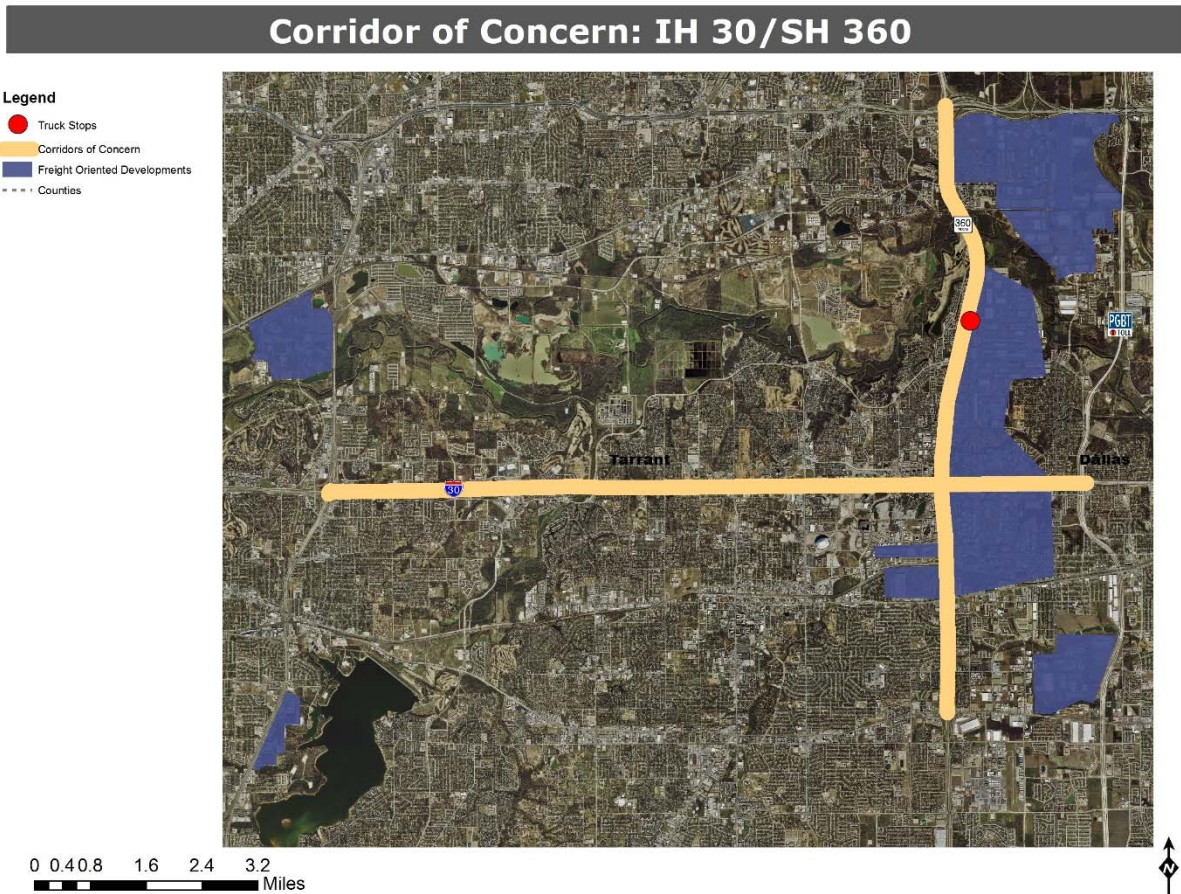 Corridor of Concern: IH 30/SH 360
Legend
Truck Stops
Corridors of Concern
Freight Oriented Developments
Counties
360
PGBT
TOLL
Tarrant
Dallas
30
0 0.4 0.8 1.6 2.4 3.2
Miles
N